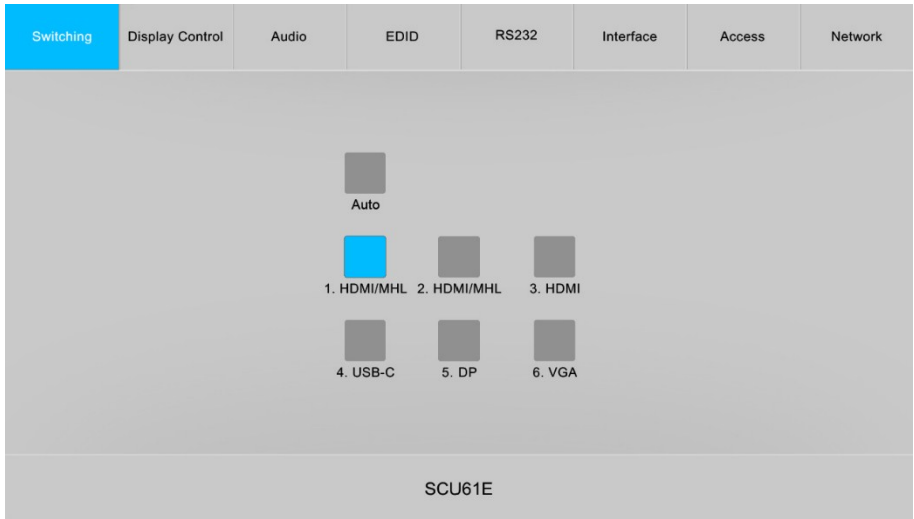 Switching Display Control Audio EDID RS232 Interface Access Network
Auto
1. HDMI/MHL 2. HDMI/MHL 3. HDMI
4. USB-C 5. DP 6. VGA
SCU61E